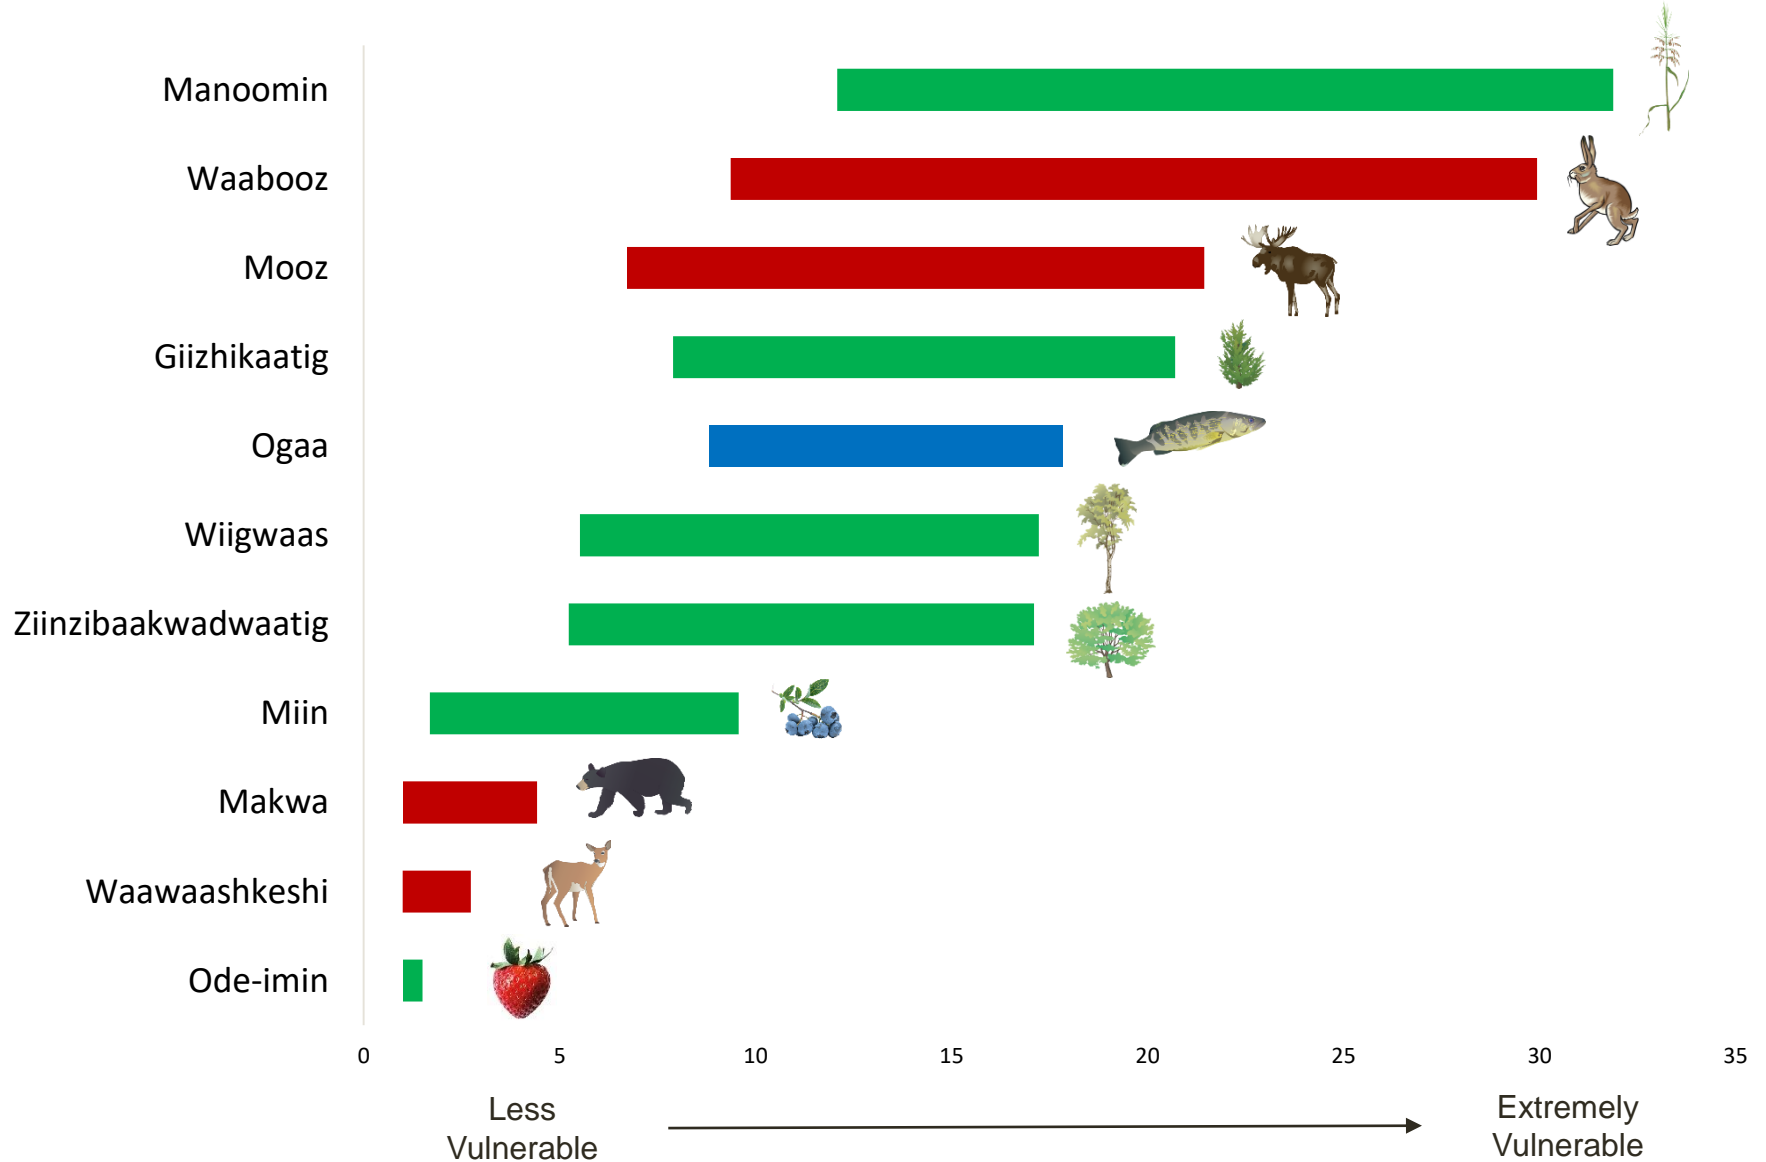 Manoomin
Waabooz
Mooz
Giizhikaatig
Ogaa
Wiigwaas
Ziinzibaakwadwaatig
Miin
Makwa
Waawaashkeshi
Ode-imin
0 5 10 15 20 25 30 35
Less
Vulnerable
Extremely
Vulnerable